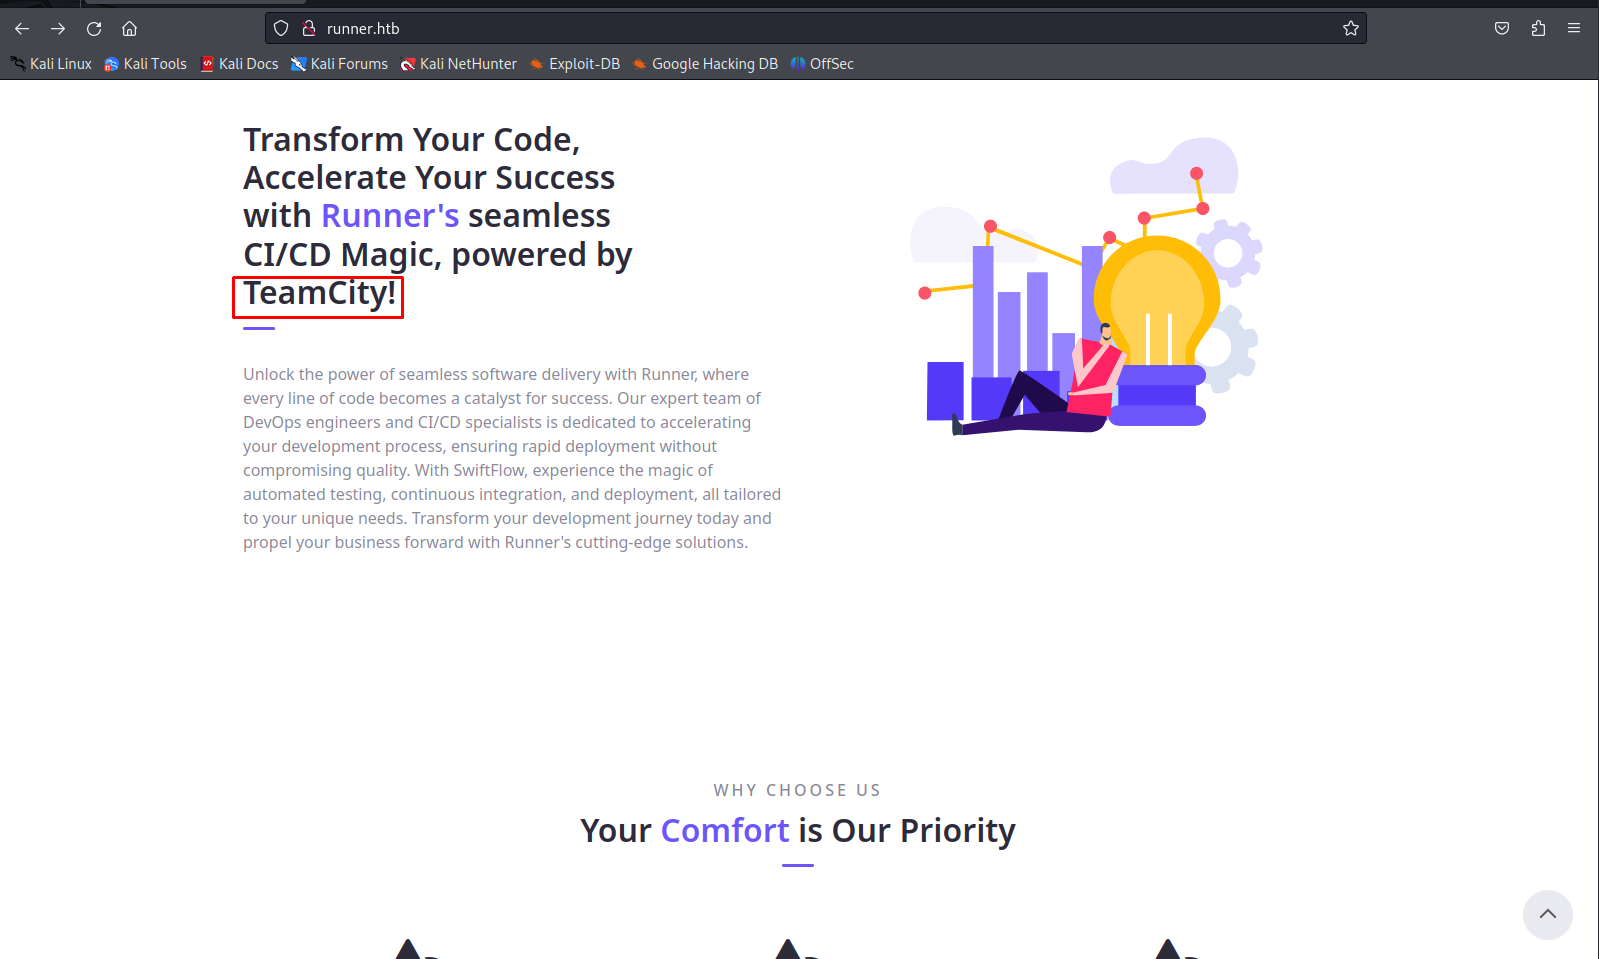 runner.htb
Kali Linux Kali Tools Kali Docs Kali Forums Kali NetHunter Exploit-DB Google Hacking DB OffSec
Transform Your Code,
Accelerate Your Success
with Runner's seamless
CI/CD Magic, powered by
TeamCity!
Unlock the power of seamless software delivery with Runner, where
every line of code becomes a catalyst for success. Our expert team of
DevOps engineers and CI/CD specialists is dedicated to accelerating
your development process, ensuring rapid deployment without
compromising quality. With SwiftFlow, experience the magic of
automated testing, continuous integration, and deployment, all tailored
to your unique needs. Transform your development journey today and
propel your business forward with Runner's cutting-edge solutions.
WHY CHOOSE US
Your Comfort is Our Priority